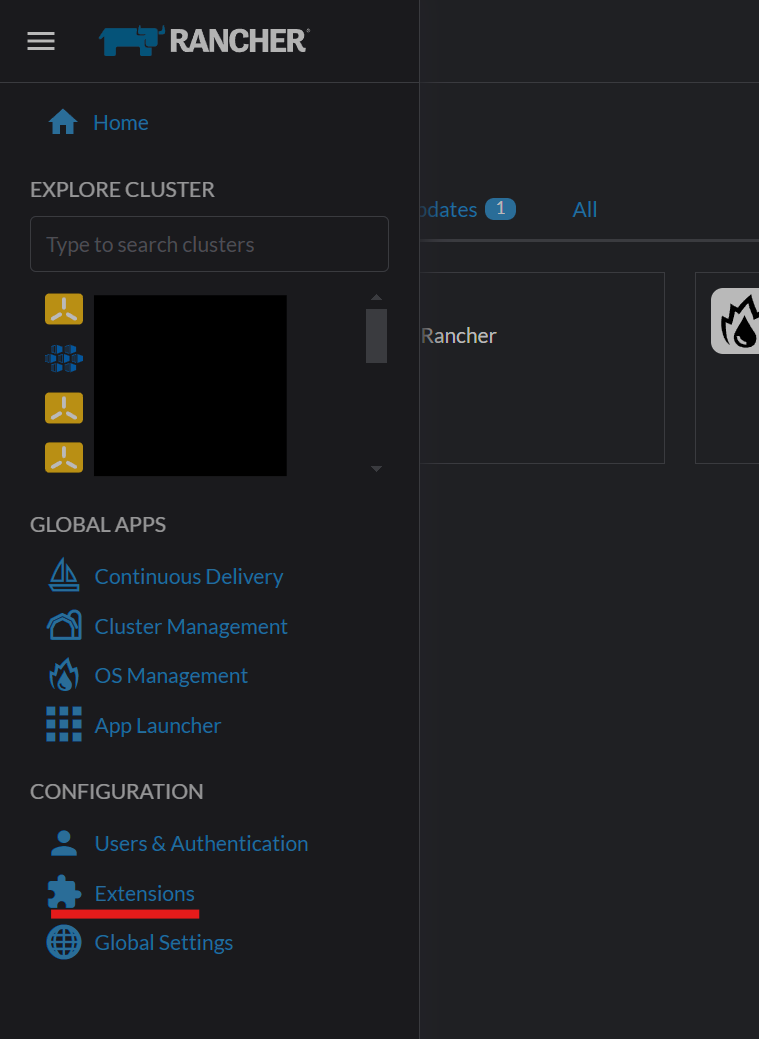 RANCHER®
Home
EXPLORE CLUSTER
Type to search clusters
GLOBAL APPS
Continuous Delivery
Cluster Management
OS Management
App Launcher
CONFIGURATION
Users & Authentication
Extensions
Global Settings
pdates 1 All
Rancher